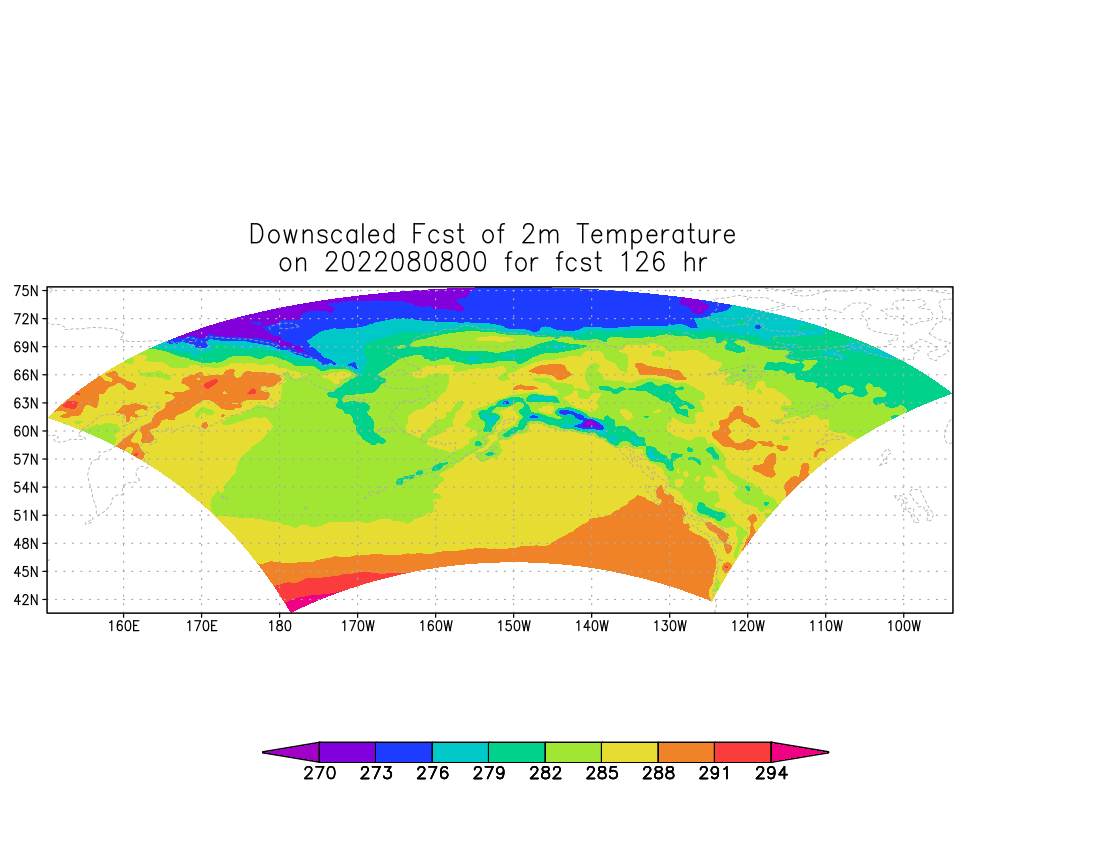 Downscaled Fcst of 2m Temperature
on 2022080800 for fcst 126 hr
75N
72N
69N
66N
63N
60N
57N
54N
51N
48N
45N
42N
160E 170E 180 170W 160W 150W 140W 130W 120W 110W 100W
270 273 276 279 282 285 288 291 294